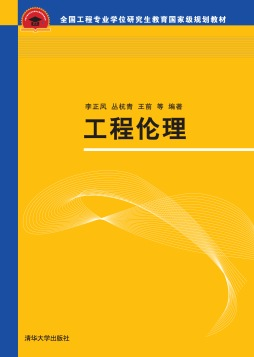 全国工程专业学位研究生教育国家级规划教材
李正风 丛杭青 王前 等 编著
工程伦理
清华大学出版社